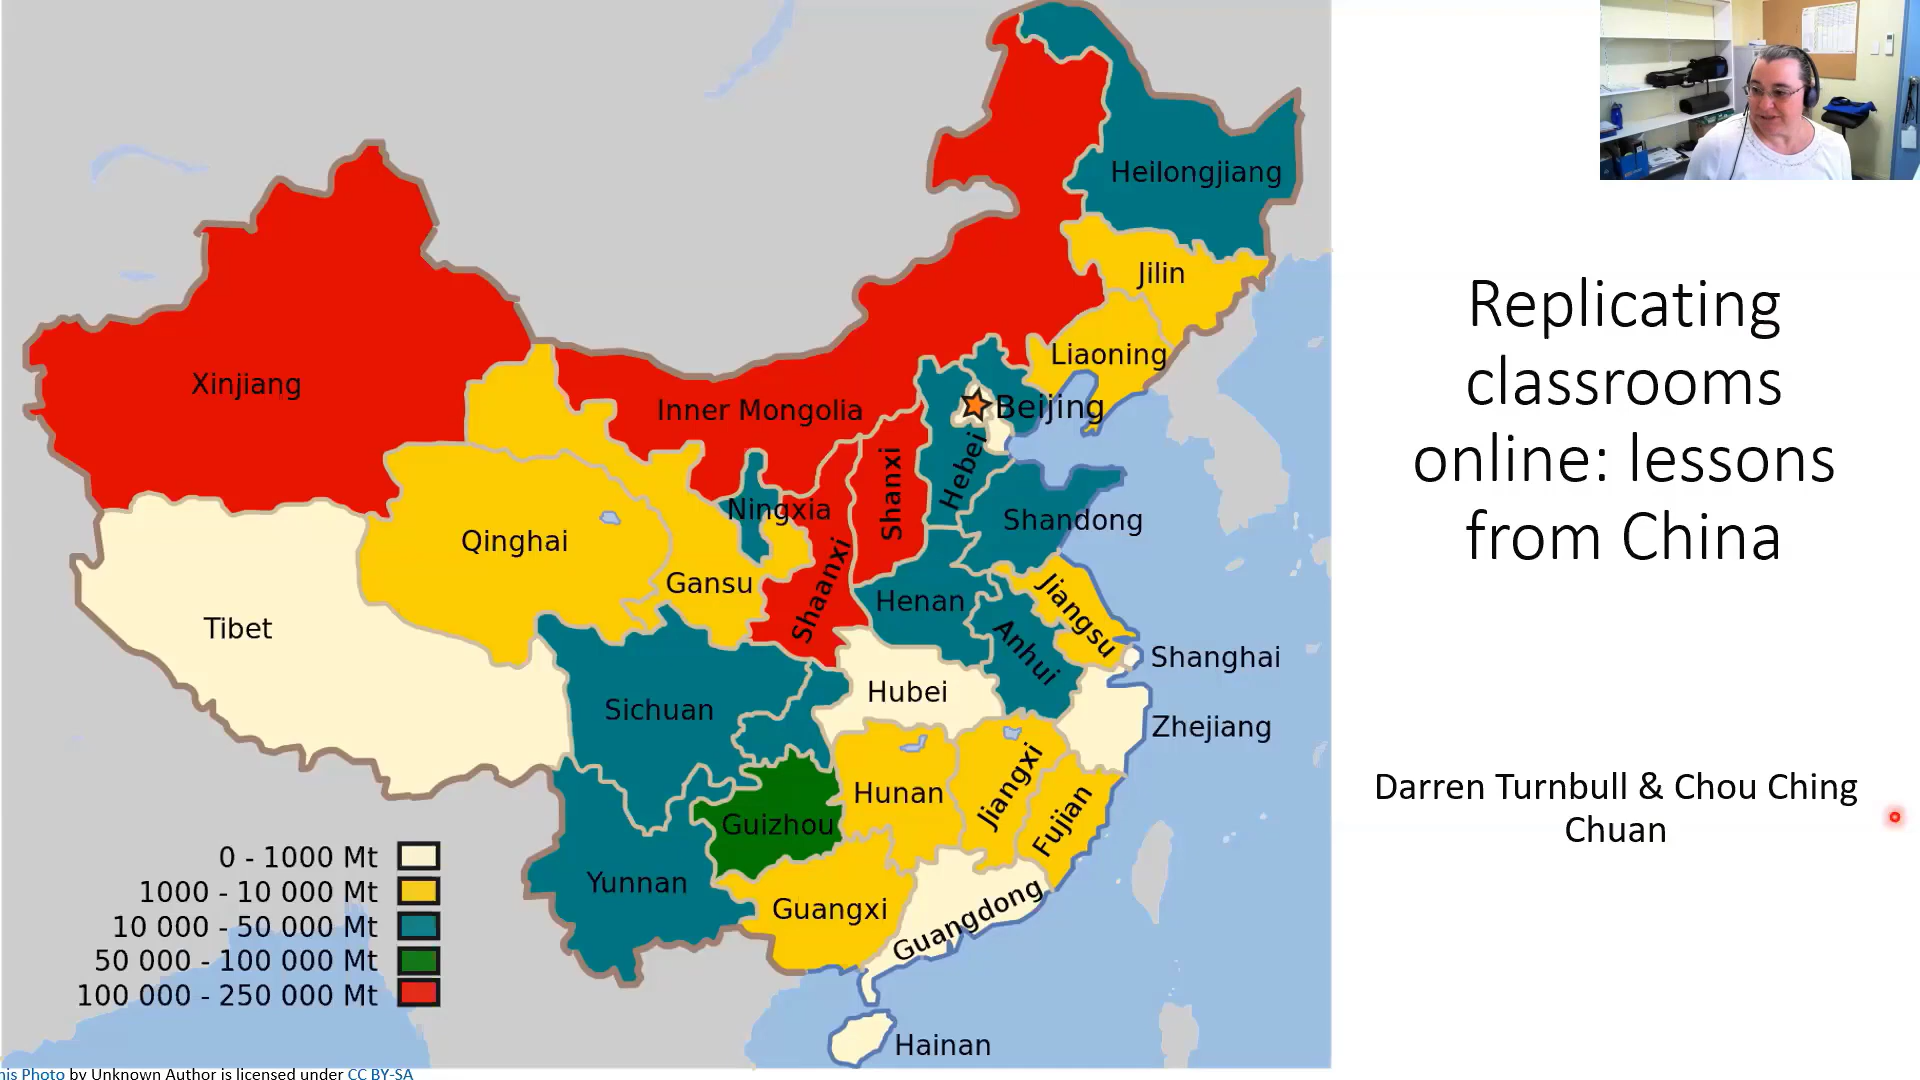 Heilongjiang
Jilin
Liaoning
Xinjiang
Inner Mongolia
Beijing
Hebei
Shanxi
Ningxia
Shandong
Qinghai
Gansu
Shaanxi
Henan
Jiangsu
Anhui
Tibet
Shanghai
Hubei
Sichuan
Zhejiang
Hunan
Jiangxi
Fujian
Guizhou
Yunnan
Guangxi
Guangdong
Hainan
0 - 1000 Mt
1000 - 10 000 Mt
10 000 - 50 000 Mt
50 000 - 100 000 Mt
100 000 - 250 000 Mt
his Photo by Unknown Author is licensed under CC BY-SA
Replicating
classrooms
online: lessons
from China
Darren Turnbull & Chou Ching
Chuan